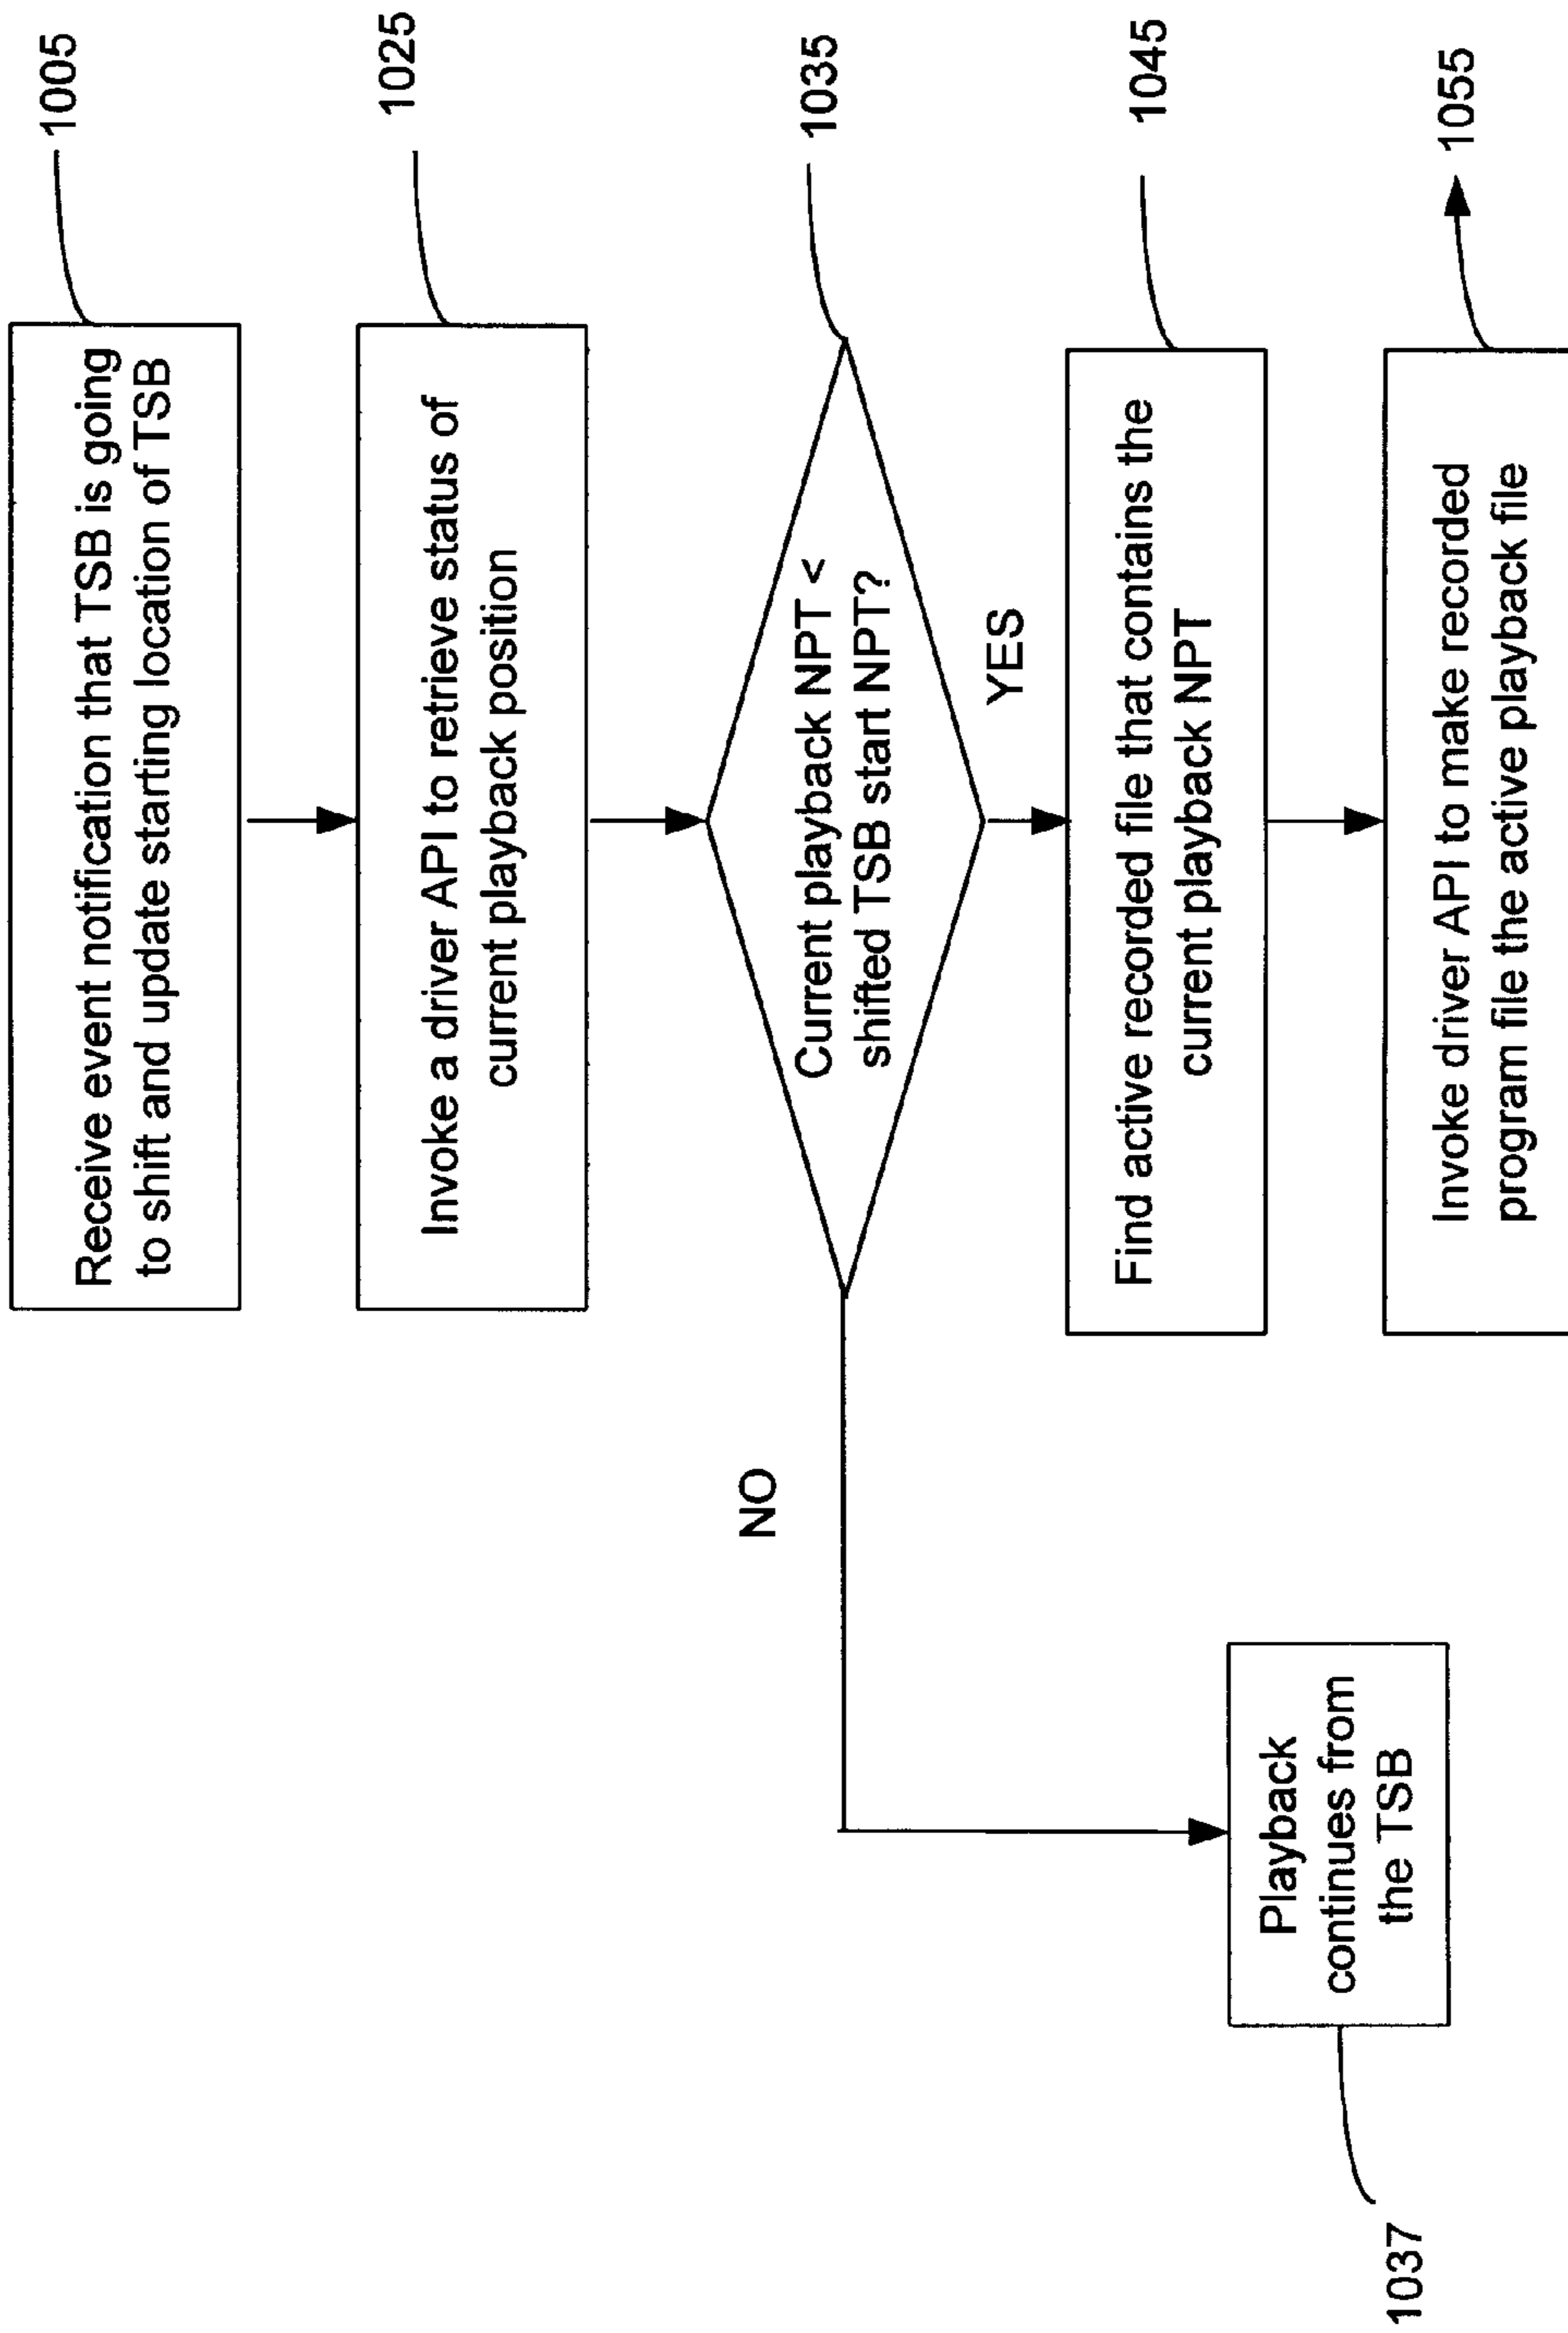 Receive event notification that TSB is going
to shift and update starting location of TSB
1005
Invoke a driver API to retrieve status of
current playback position
1025
Current playback NPT <
shifted TSB start NPT?
1035
NO
YES
Playback
continues from
the TSB
1037
Find active recorded file that contains the
current playback NPT
1045
Invoke driver API to make recorded
program file the active playback file
1055